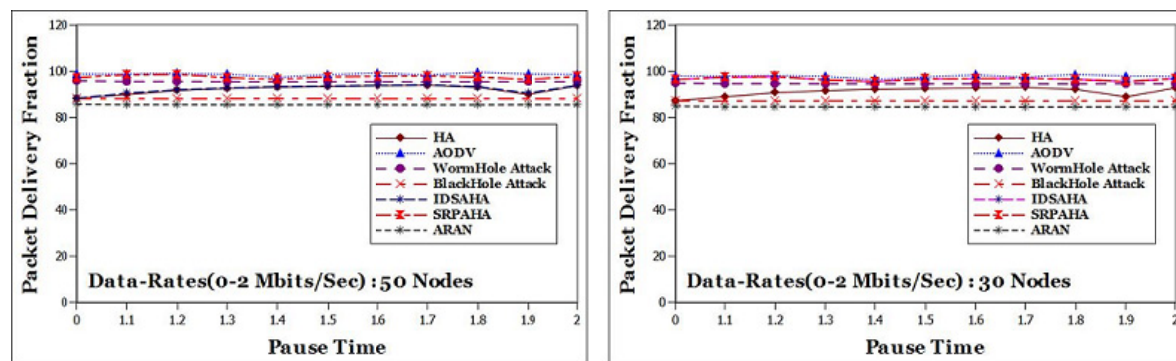 120
100
80
60
40
20
0
Packet Delivery Fraction
HA
AODV
WormHole Attack
BlackHole Attack
IDSAHA
SRPAHA
ARAN
Data-Rates(0-2 Mbits/Sec) : 50 Nodes
0 1.1 1.2 1.3 1.4 1.5 1.6 1.7 1.8 1.9 2
Pause Time
120
100
80
60
40
20
0
Packet Delivery Fraction
HA
AODV
WormHole Attack
BlackHole Attack
IDSAHA
SRPAHA
ARAN
Data-Rates(0-2 Mbits/Sec) : 30 Nodes
0 1.1 1.2 1.3 1.4 1.5 1.6 1.7 1.8 1.9 2
Pause Time